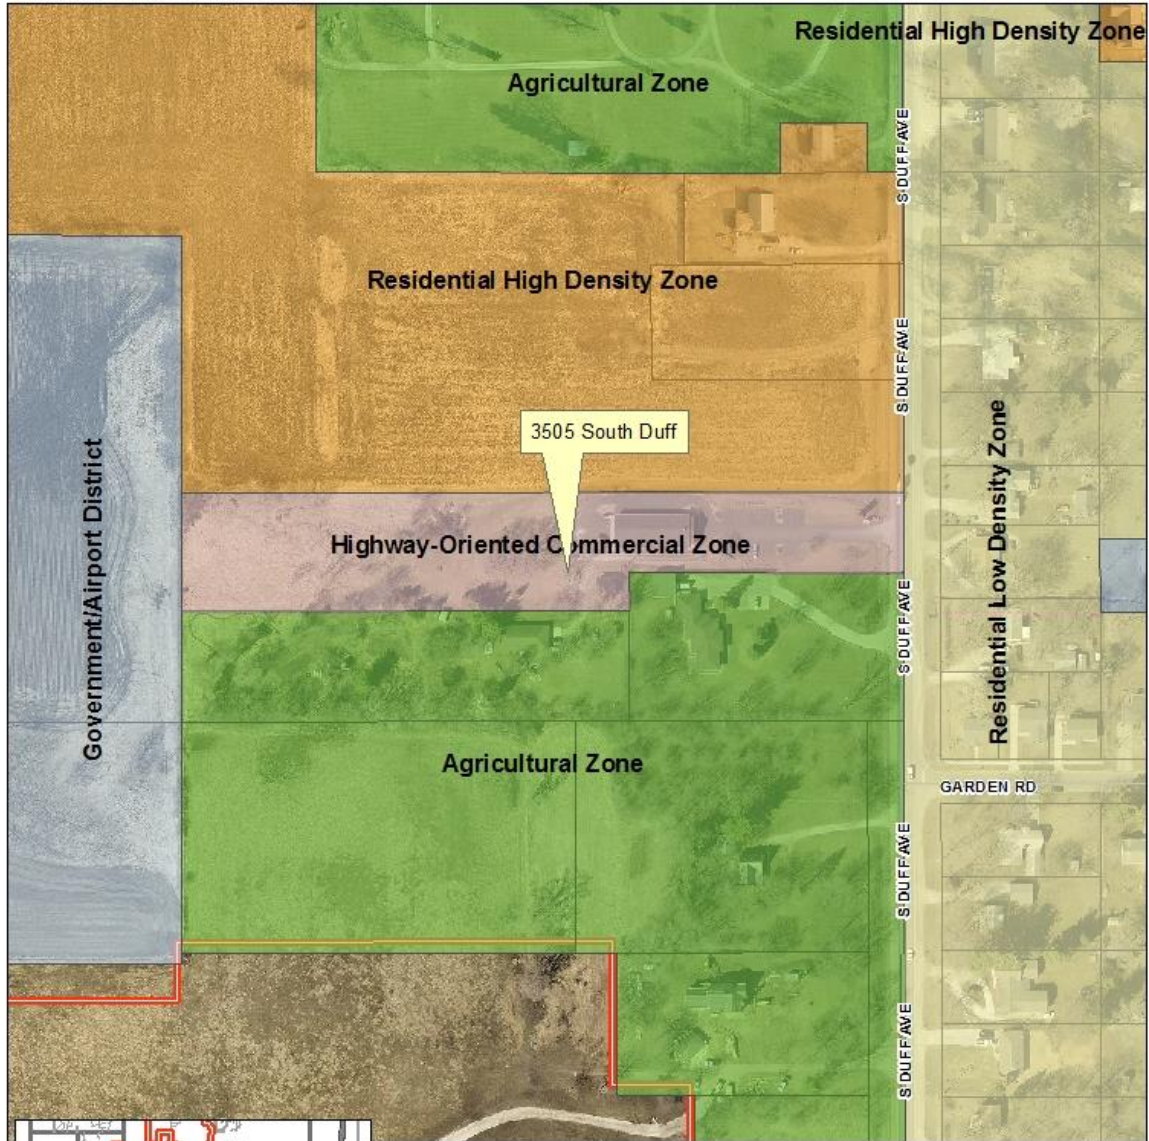 Residential High Density Zone
Agricultural Zone
S DUFF AVE
Residential High Density Zone
S DUFF AVE
3505 South Duff
Government/Airport District
Highway-Oriented Commercial Zone
Residential Low Density Zone
S DUFF AVE
Agricultural Zone
GARDEN RD
S DUFF AVE
S DUFF AVE